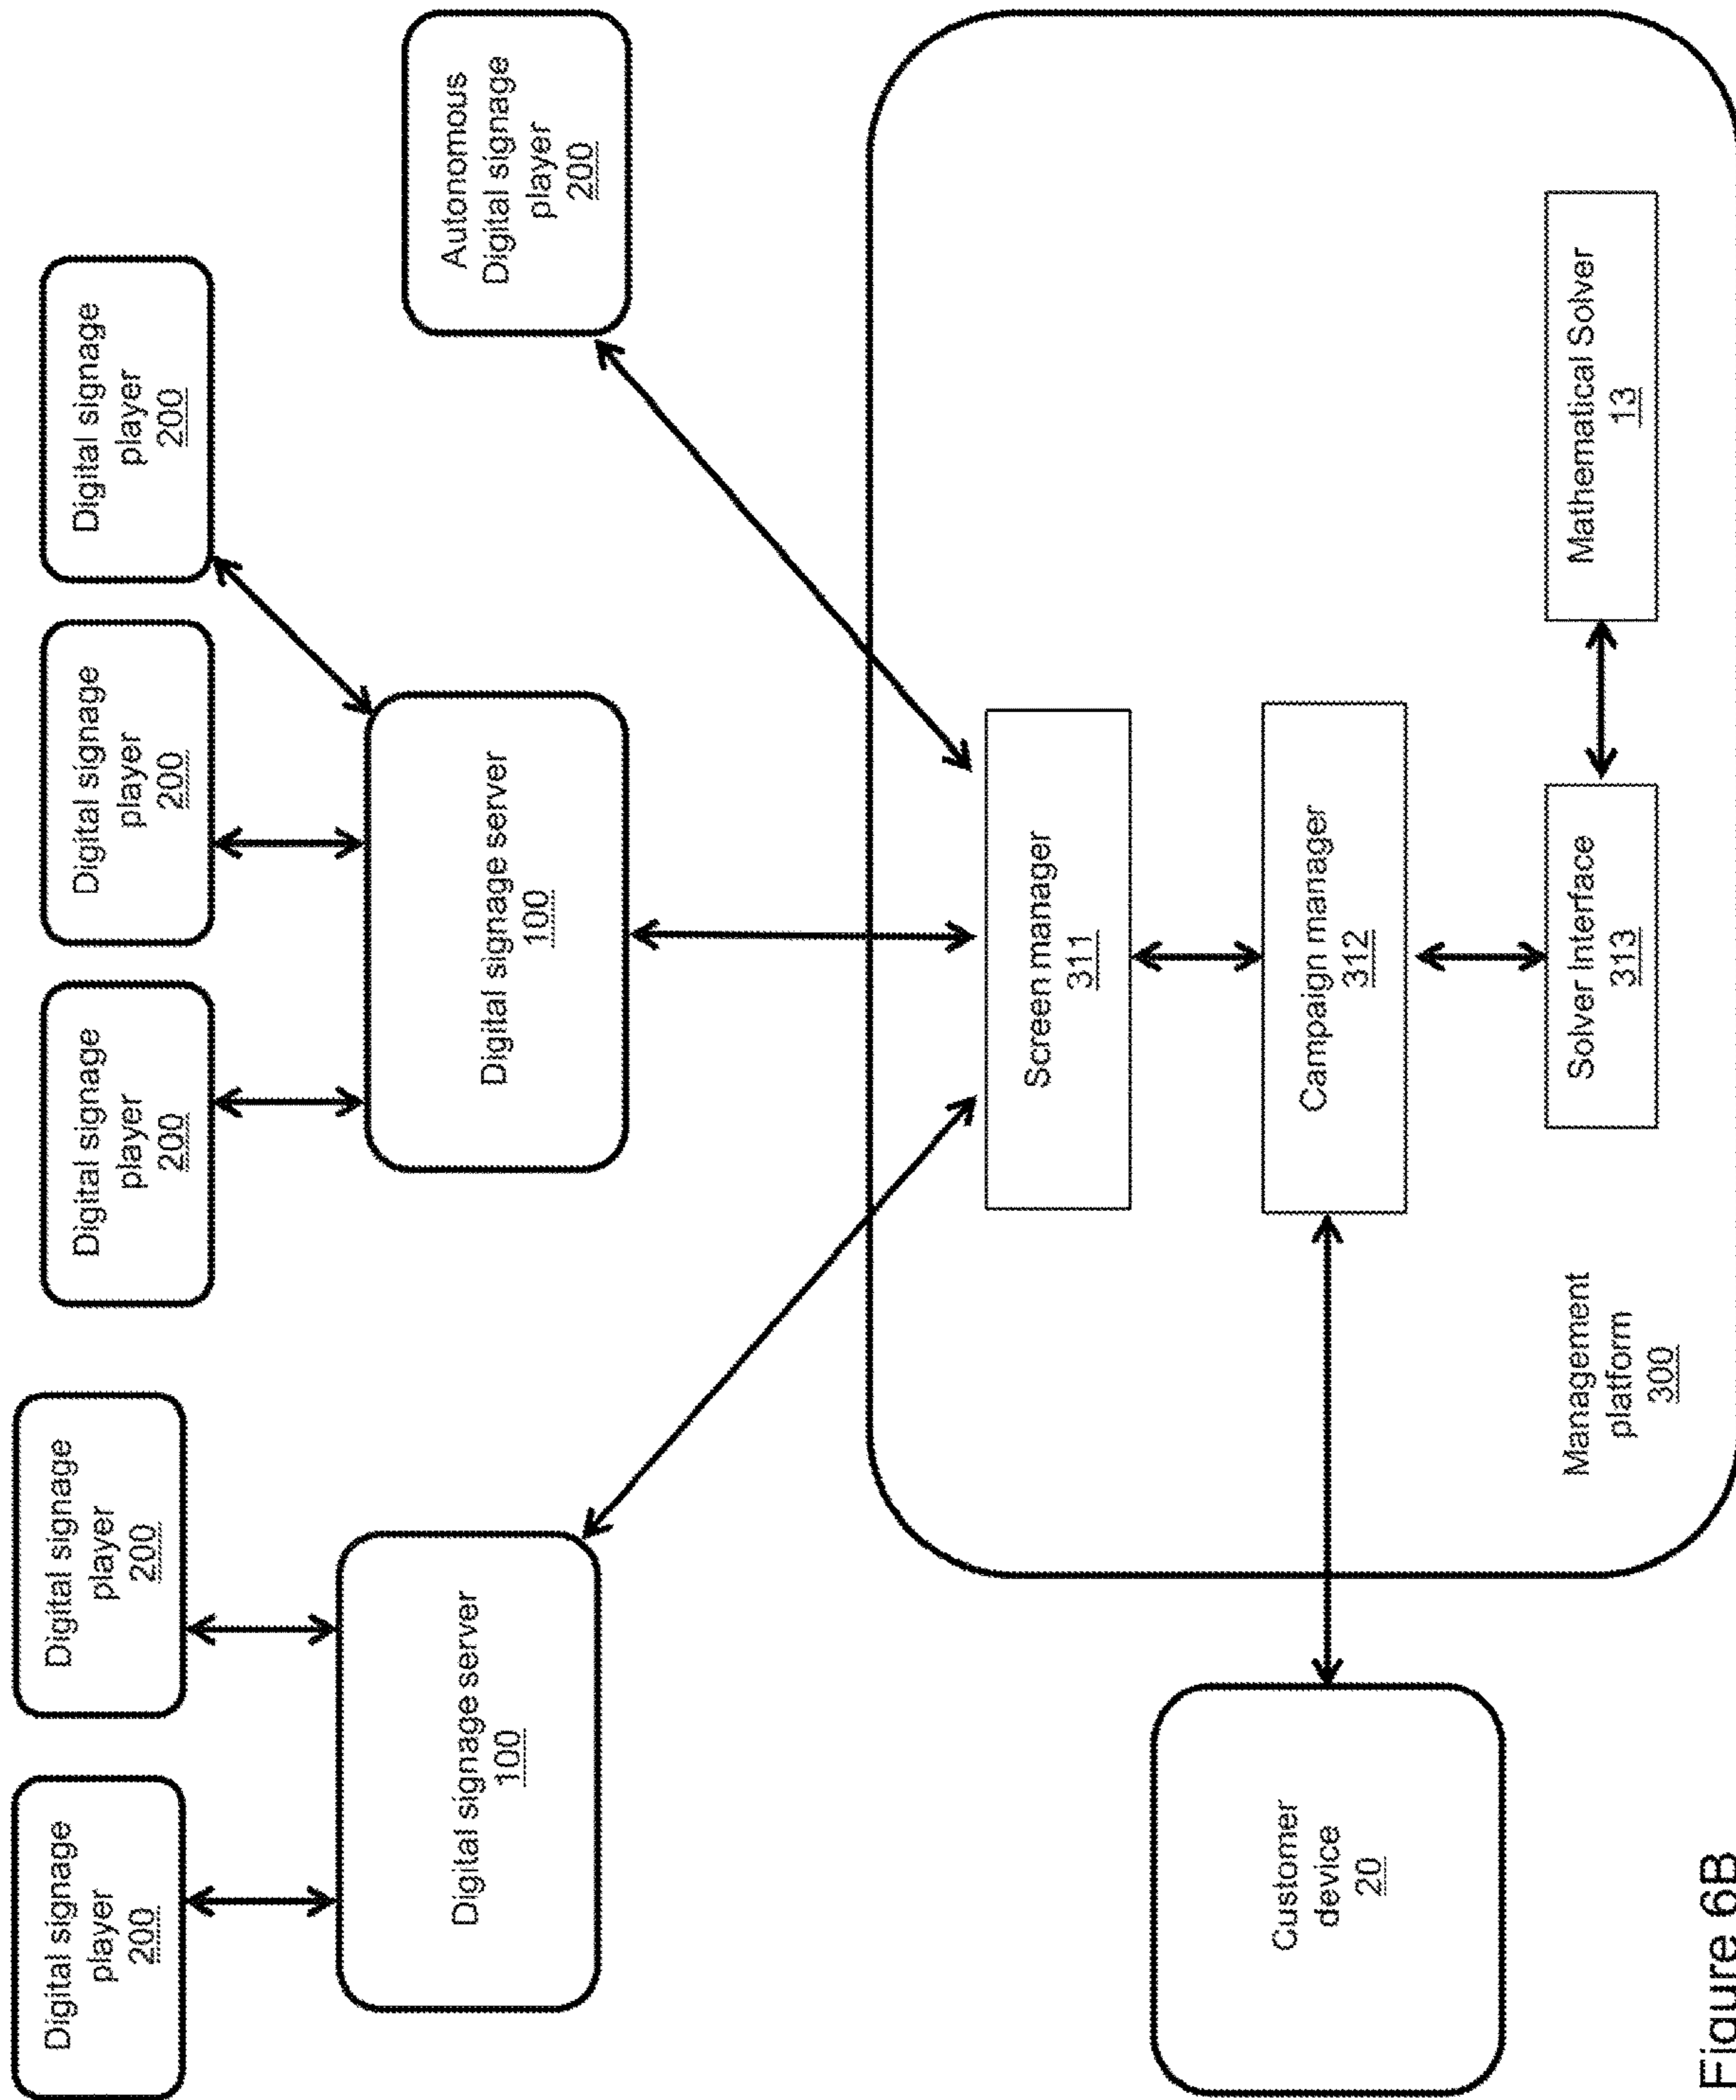 Digital signage
player
200
Digital signage
player
200
Digital signage
player
200
Digital signage
player
200
Digital signage
player
200
Digital signage server
100
Digital signage server
100
Autonomous
Digital signage
player
200
Screen manager
311
Customer
device
20
Campaign manager
312
Management
platform
300
Solver Interface
313
Mathematical Solver
13
Figure 6B